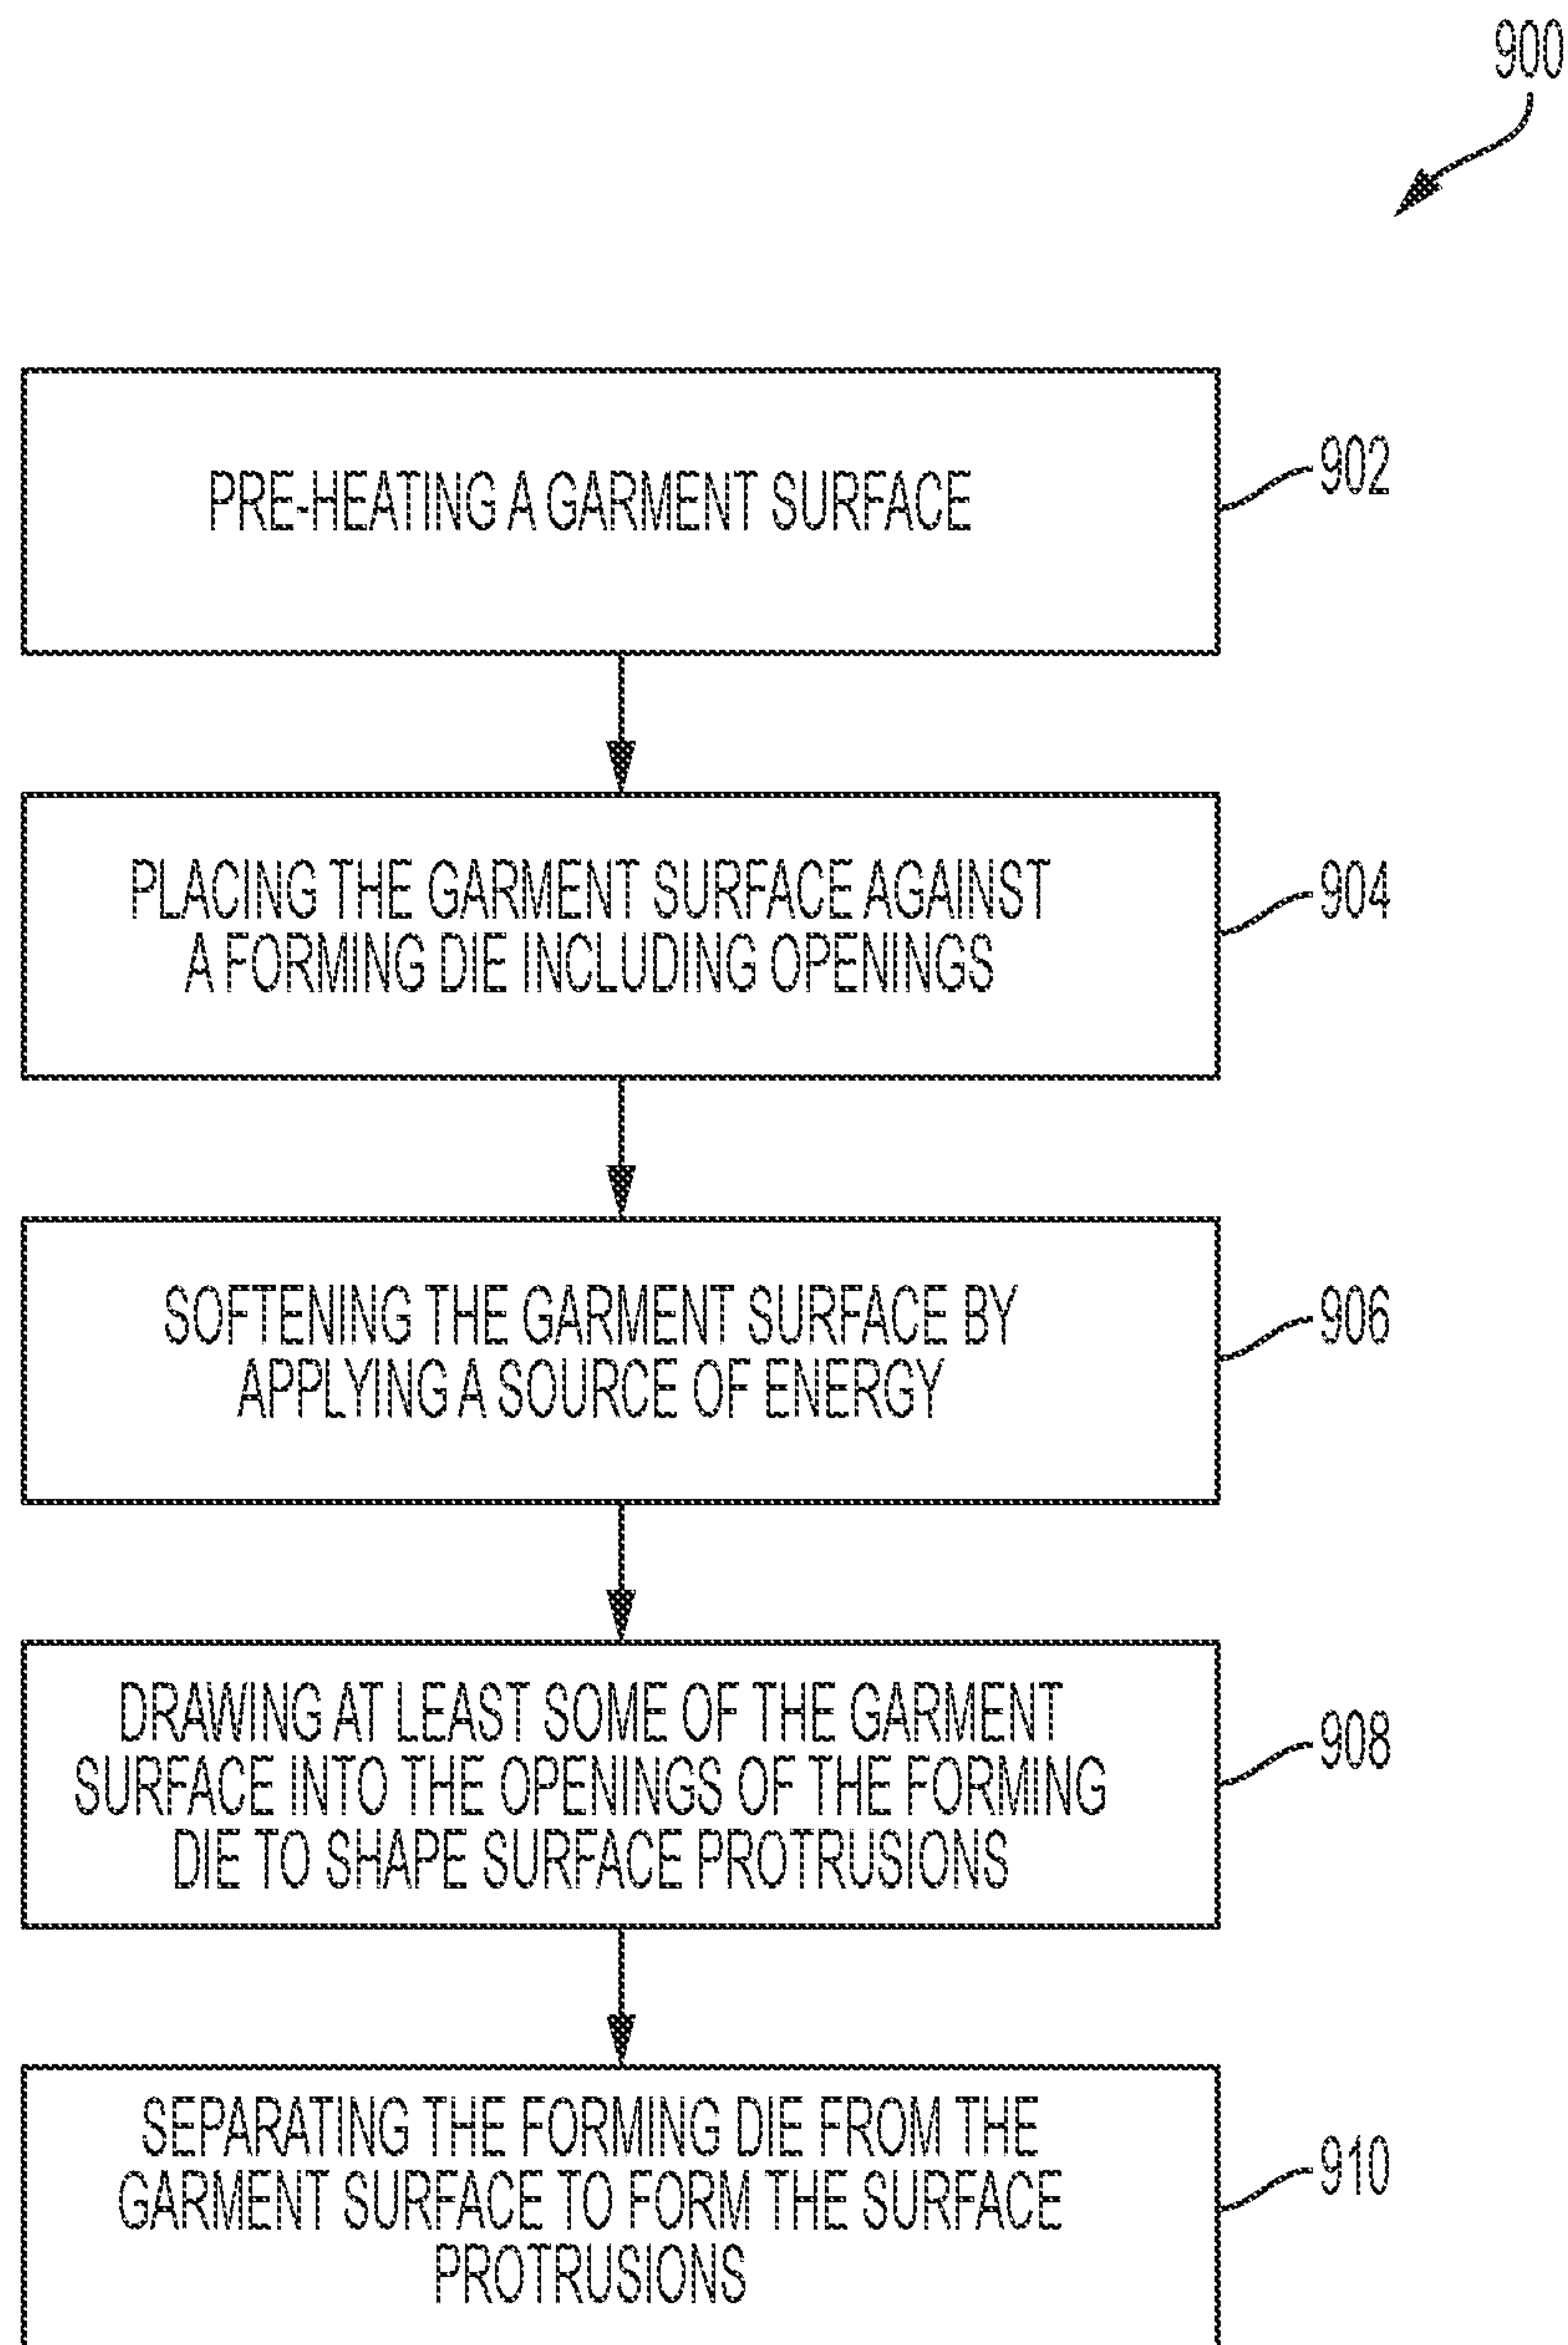 900
PRE-HEATING A GARMENT SURFACE
902
PLACING THE GARMENT SURFACE AGAINST
A FORMING DIE INCLUDING OPENINGS
904
SOFTENING THE GARMENT SURFACE BY
APPLYING A SOURCE OF ENERGY
906
DRAWING AT LEAST SOME OF THE GARMENT
SURFACE INTO THE OPENINGS OF THE FORMING
DIE TO SHAPE SURFACE PROTRUSIONS
908
SEPARATING THE FORMING DIE FROM THE
GARMENT SURFACE TO FORM THE SURFACE
PROTRUSIONS
910